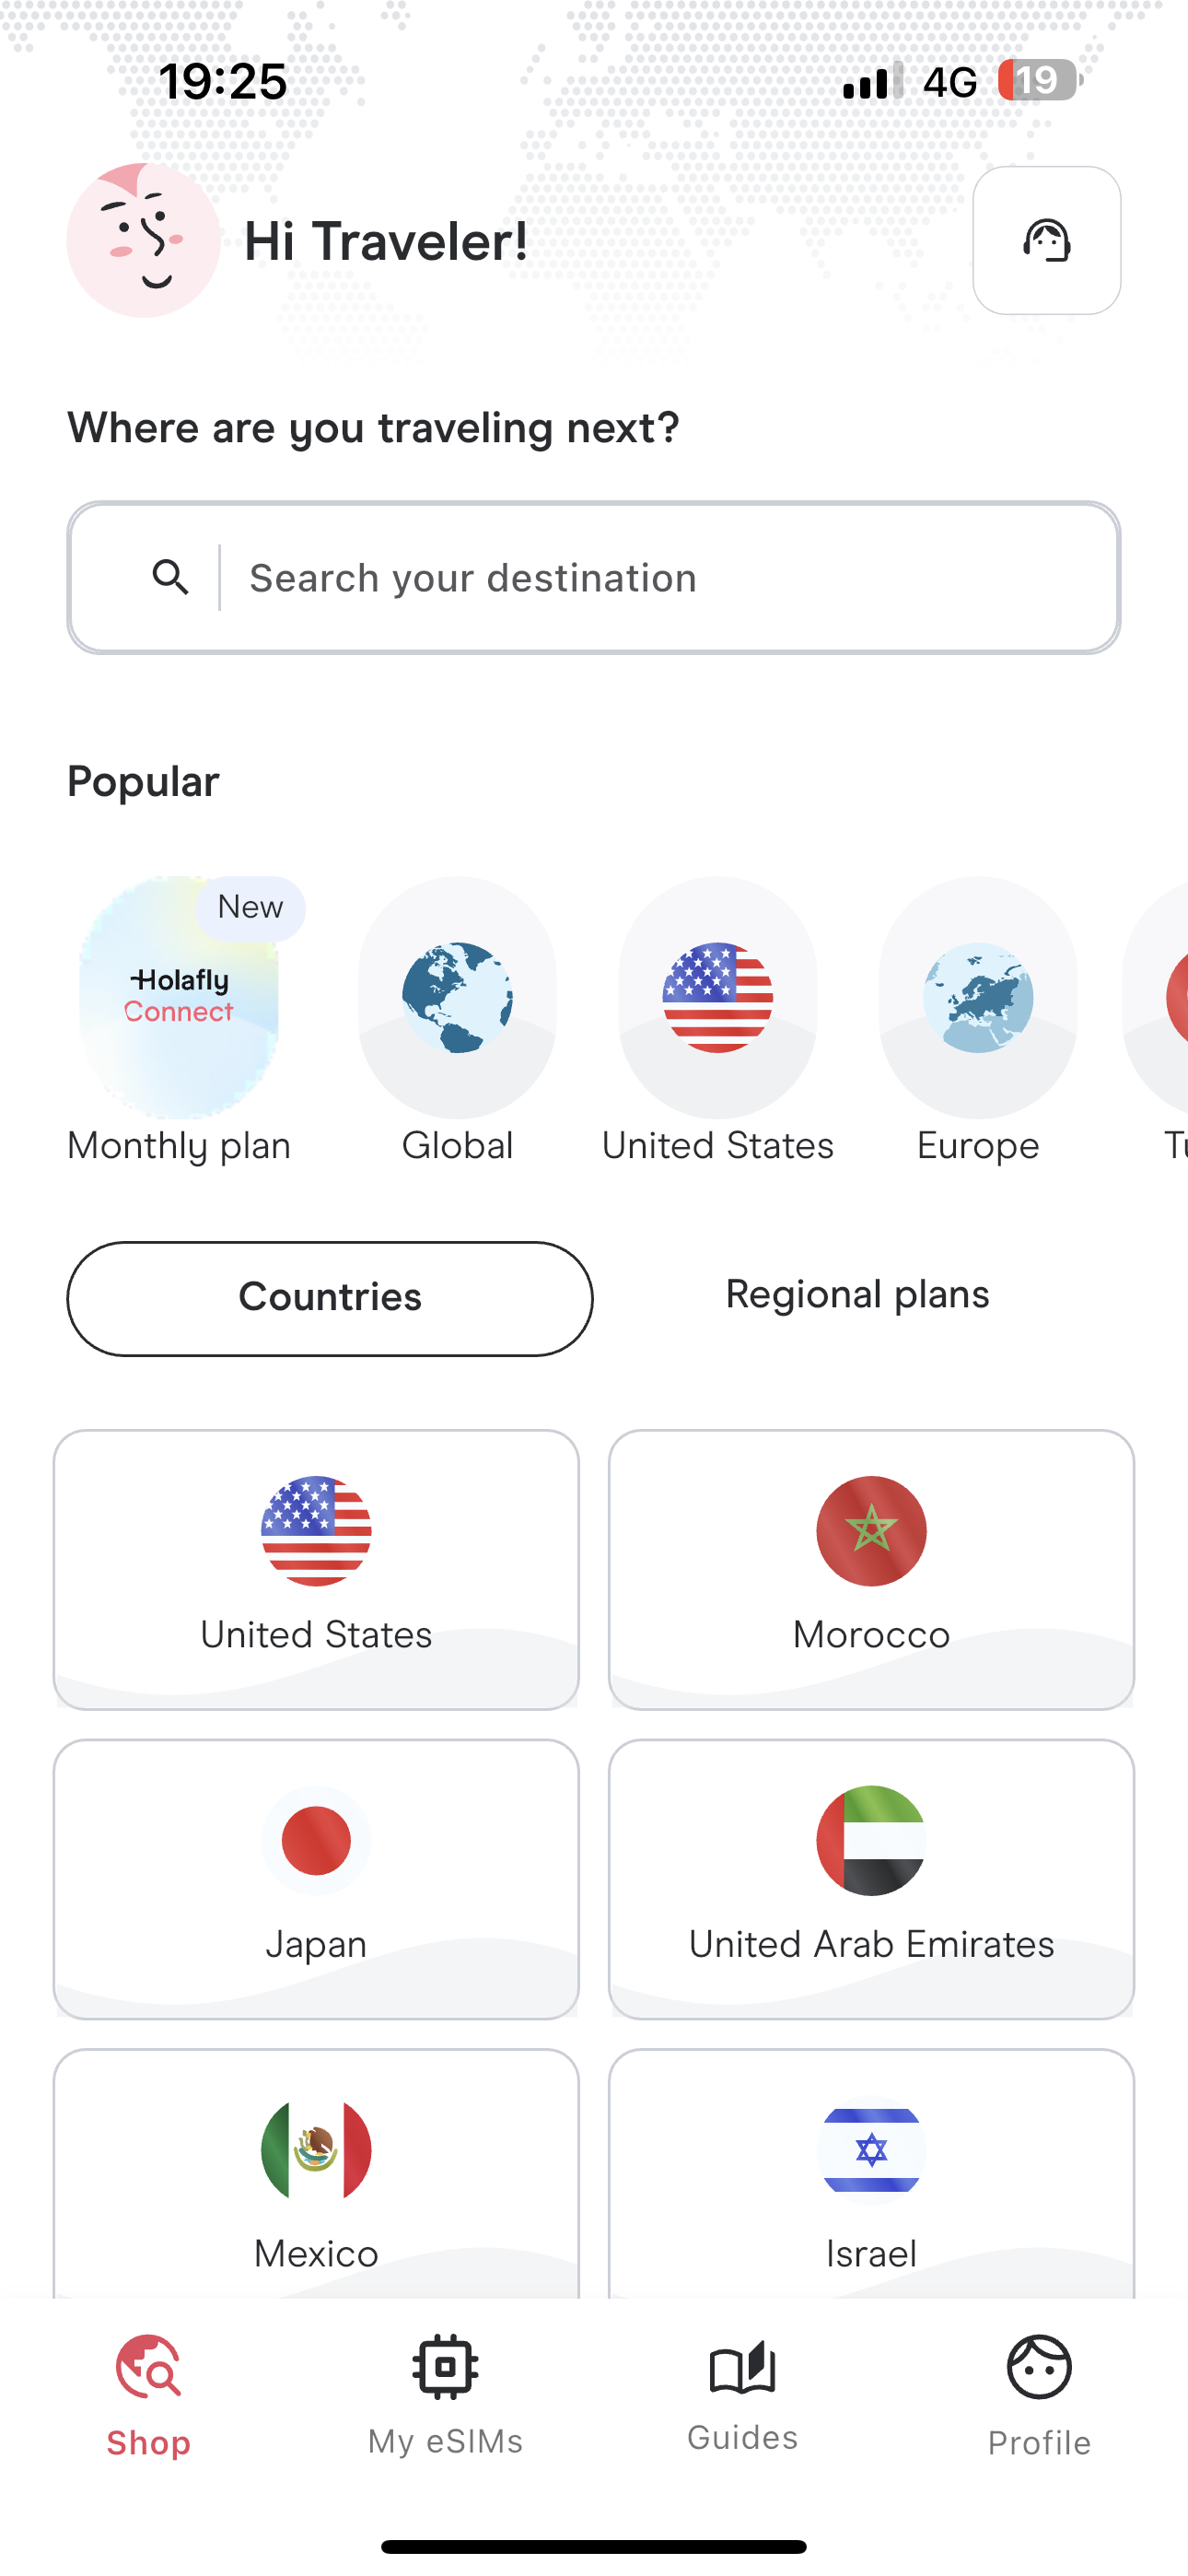 19:25
4G
19
Hi Traveler!
Where are you traveling next?
Search your destination
Popular
New
Holafly
Connect
Monthly plan
Global
United States
Europe
Tu
Countries
Regional plans
United States
Morocco
Japan
United Arab Emirates
Mexico
Israel
Shop
My eSIMs
Guides
Profile